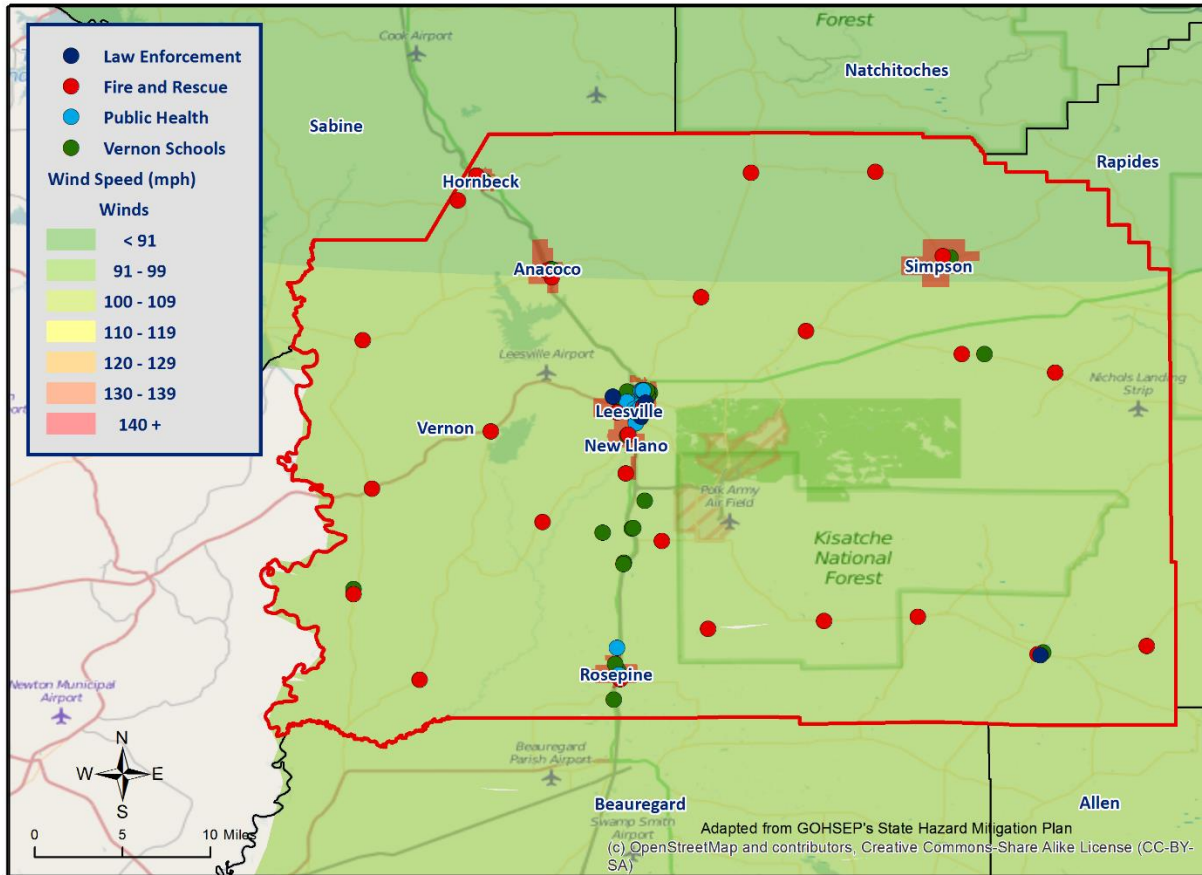 Law Enforcement
Fire and Rescue
Public Health
Vernon Schools
Wind Speed (mph)
Winds
< 91
91 - 99
100 - 109
110 - 119
120 - 129
130 - 139
140 +
Forest
Cook Airport
Natchitoches
Sabine
Rapides
Hornbeck
Anacoco
Simpson
Leesville Airport
Nichols Landing
Strip
Leesville
Vernon
New Llano
Polk Army
Air Field
Kisatche
National
Forest
Rosepine
Newton Municipal
Airport
Beauregard
Parish Airport
N
W E
S
Beauregard
Allen
Swamp Smith
Airport
0 5 10 Miles
Adapted from GOHSEP's State Hazard Mitigation Plan
(c) OpenStreetMap and contributors, Creative Commons-Share Alike License (CC-BY-
SA)